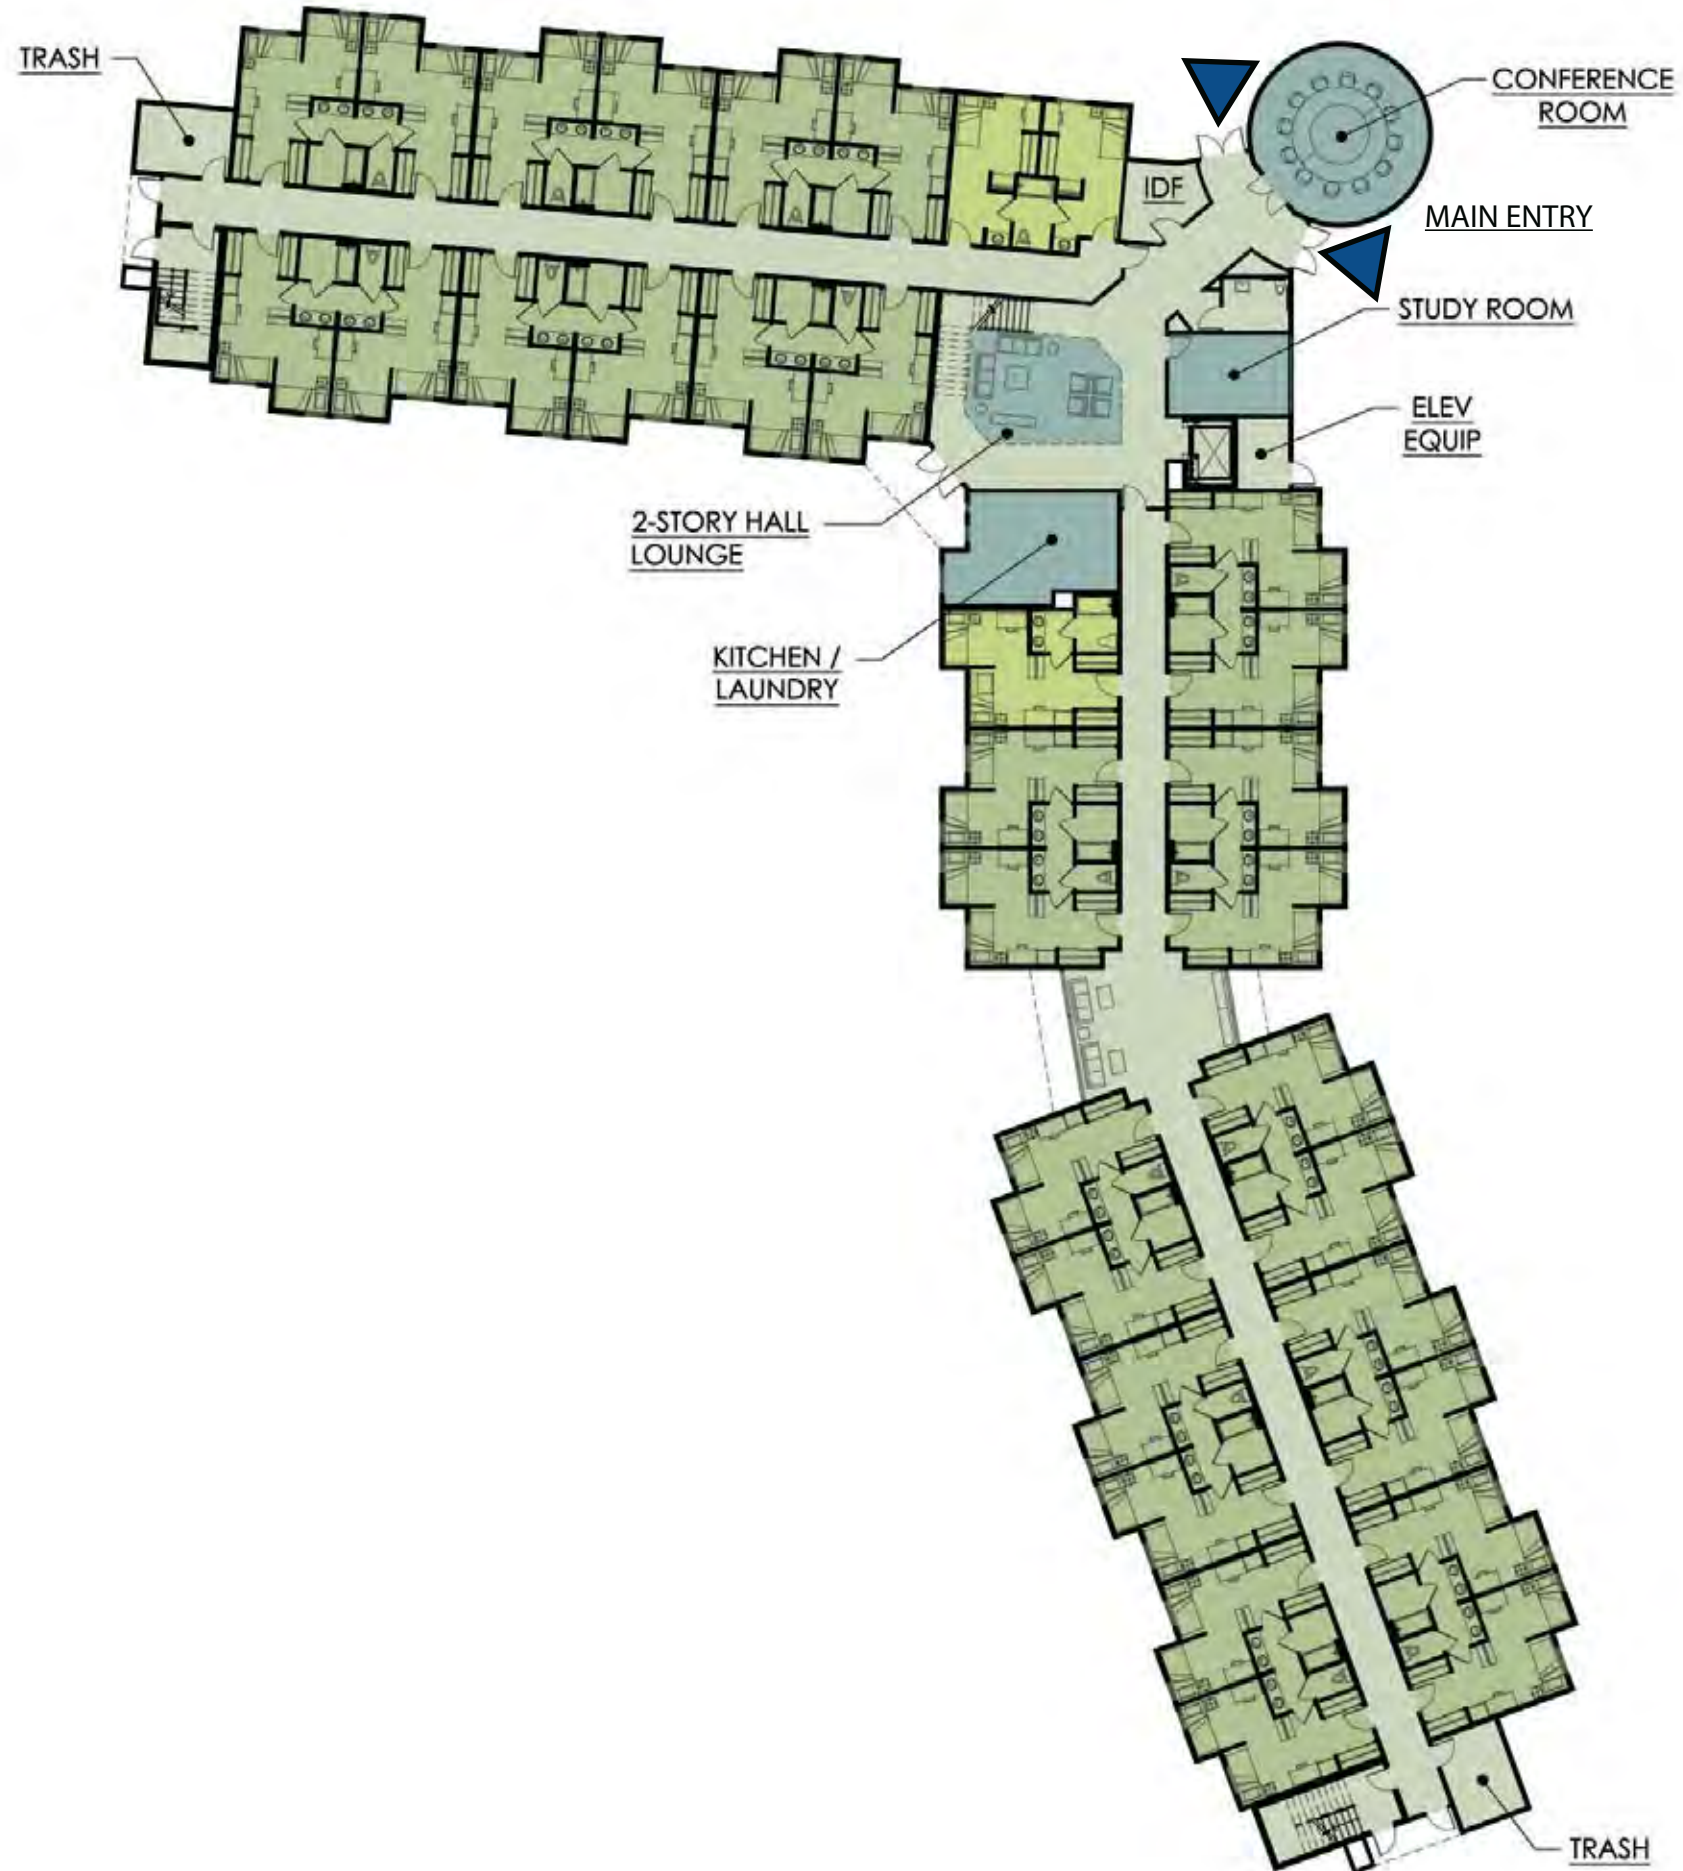 TRASH
CONFERENCE
ROOM
IDF
MAIN ENTRY
STUDY ROOM
ELEV
EQUIP
2-STORY HALL
LOUNGE
KITCHEN /
LAUNDRY
TRASH